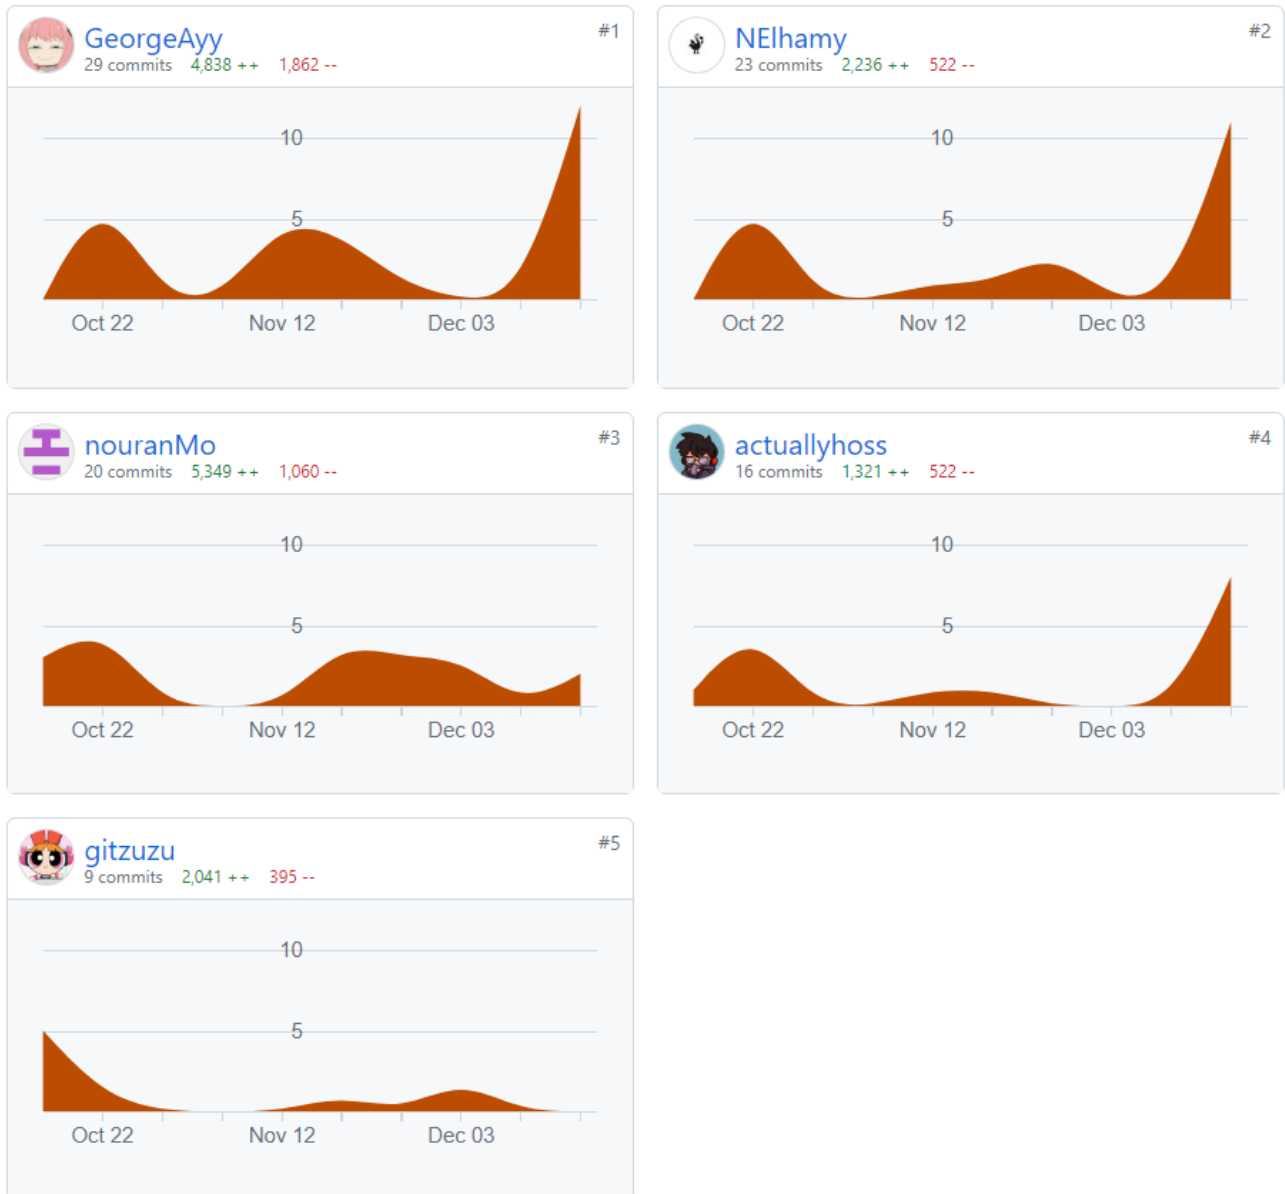 GeorgeAyy #1
29 commits 4,838 ++ 1,862 --
10
5
Oct 22 Nov 12 Dec 03
NElhamy #2
23 commits 2,236 ++ 522 --
10
5
Oct 22 Nov 12 Dec 03
nouranMo #3
20 commits 5,349 ++ 1,060 --
10
5
Oct 22 Nov 12 Dec 03
actuallyhoss #4
16 commits 1,321 ++ 522 --
10
5
Oct 22 Nov 12 Dec 03
gitzuzu #5
9 commits 2,041 ++ 395 --
10
5
Oct 22 Nov 12 Dec 03